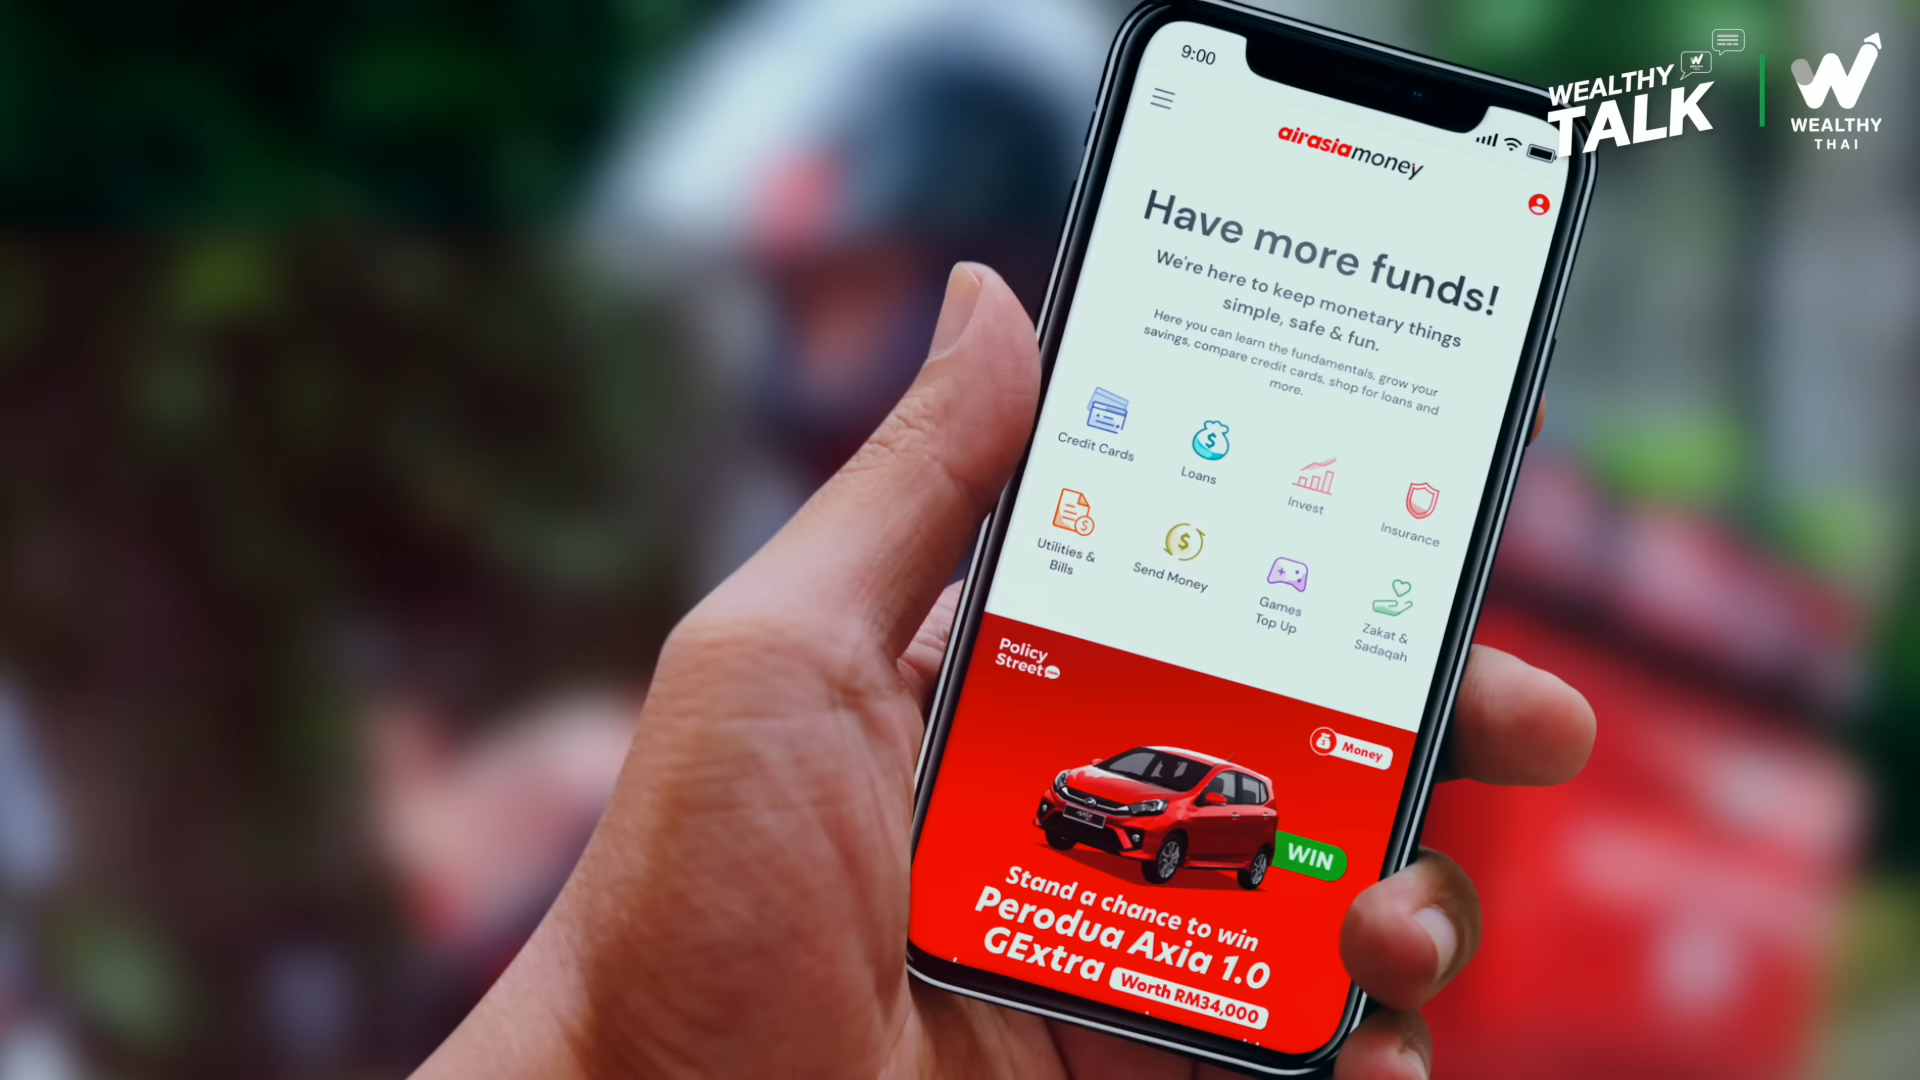 9:00
WEALTHY
TALK
WEALTHY
THAI
airasiamoney
Have more funds!
We're here to keep monetary things
simple, safe & fun.
Here you can learn the fundamentals, grow your
savings, compare credit cards, shop for loans and
more.
Credit Cards
Loans
Invest
Insurance
Utilities &
Bills
Send Money
Games
Top Up
Zakat &
Sadaqah
Policy
Street
Money
WIN
Stand a chance to win
Perodua Axia 1.0
GExtra
Worth RM34,000